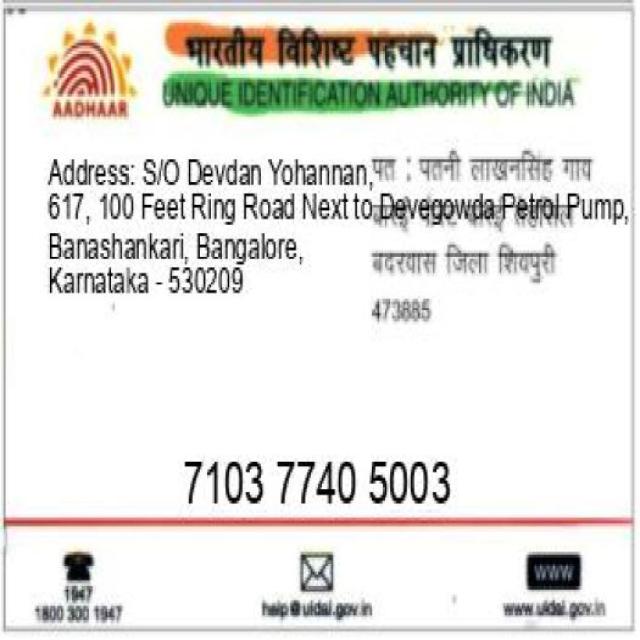 भारतीय विशिष्ट पहचान प्राधिकरण
AADHAAR
UNIQUE IDENTIFICATION AUTHORITY OF INDIA
Address: S/O Devdan Yohannan,
617, 100 Feet Ring Road Next to Devegowda Petrol Pump,
Banashankari, Bangalore,
Karnataka - 530209
पत : पतनी लाखनसिंह गाय
बदरवास जिला शिवपुरी
473885
7103 7740 5003
1947
1800 300 1947
help@uidai.gov.in
WWW
www.uidai.gov.in